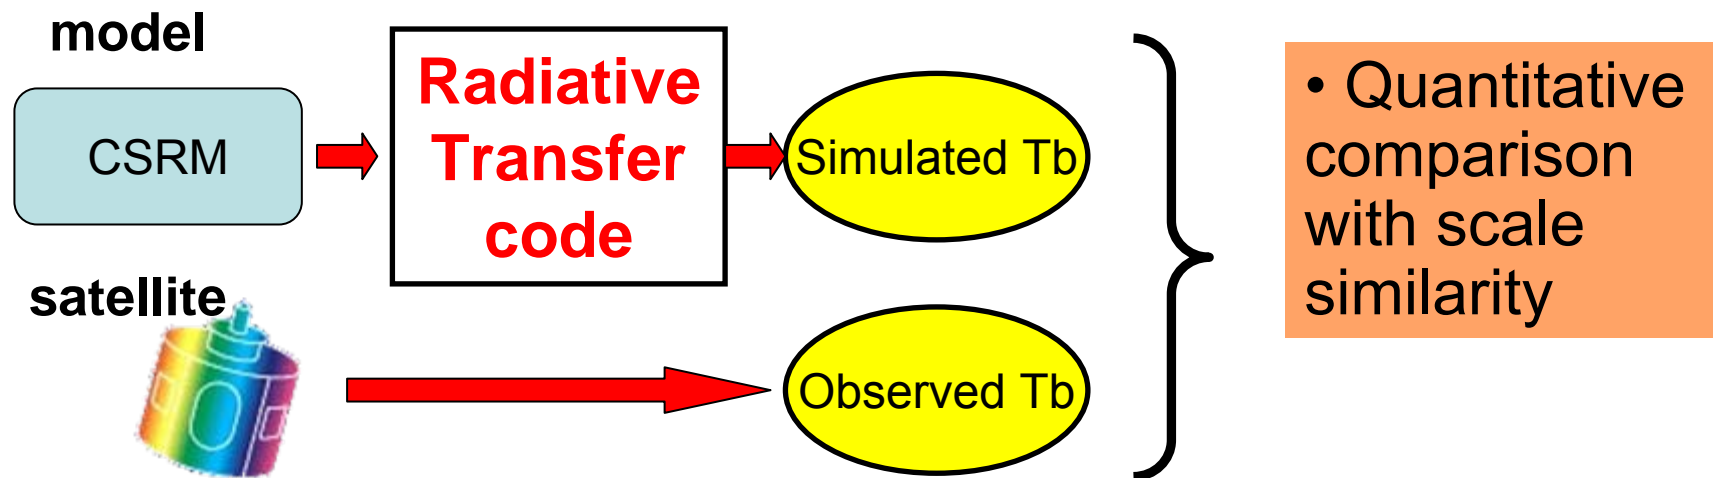 model
CSRM
Radiative
Transfer
code
Simulated Tb
satellite
Observed Tb
• Quantitative
comparison
with scale
similarity